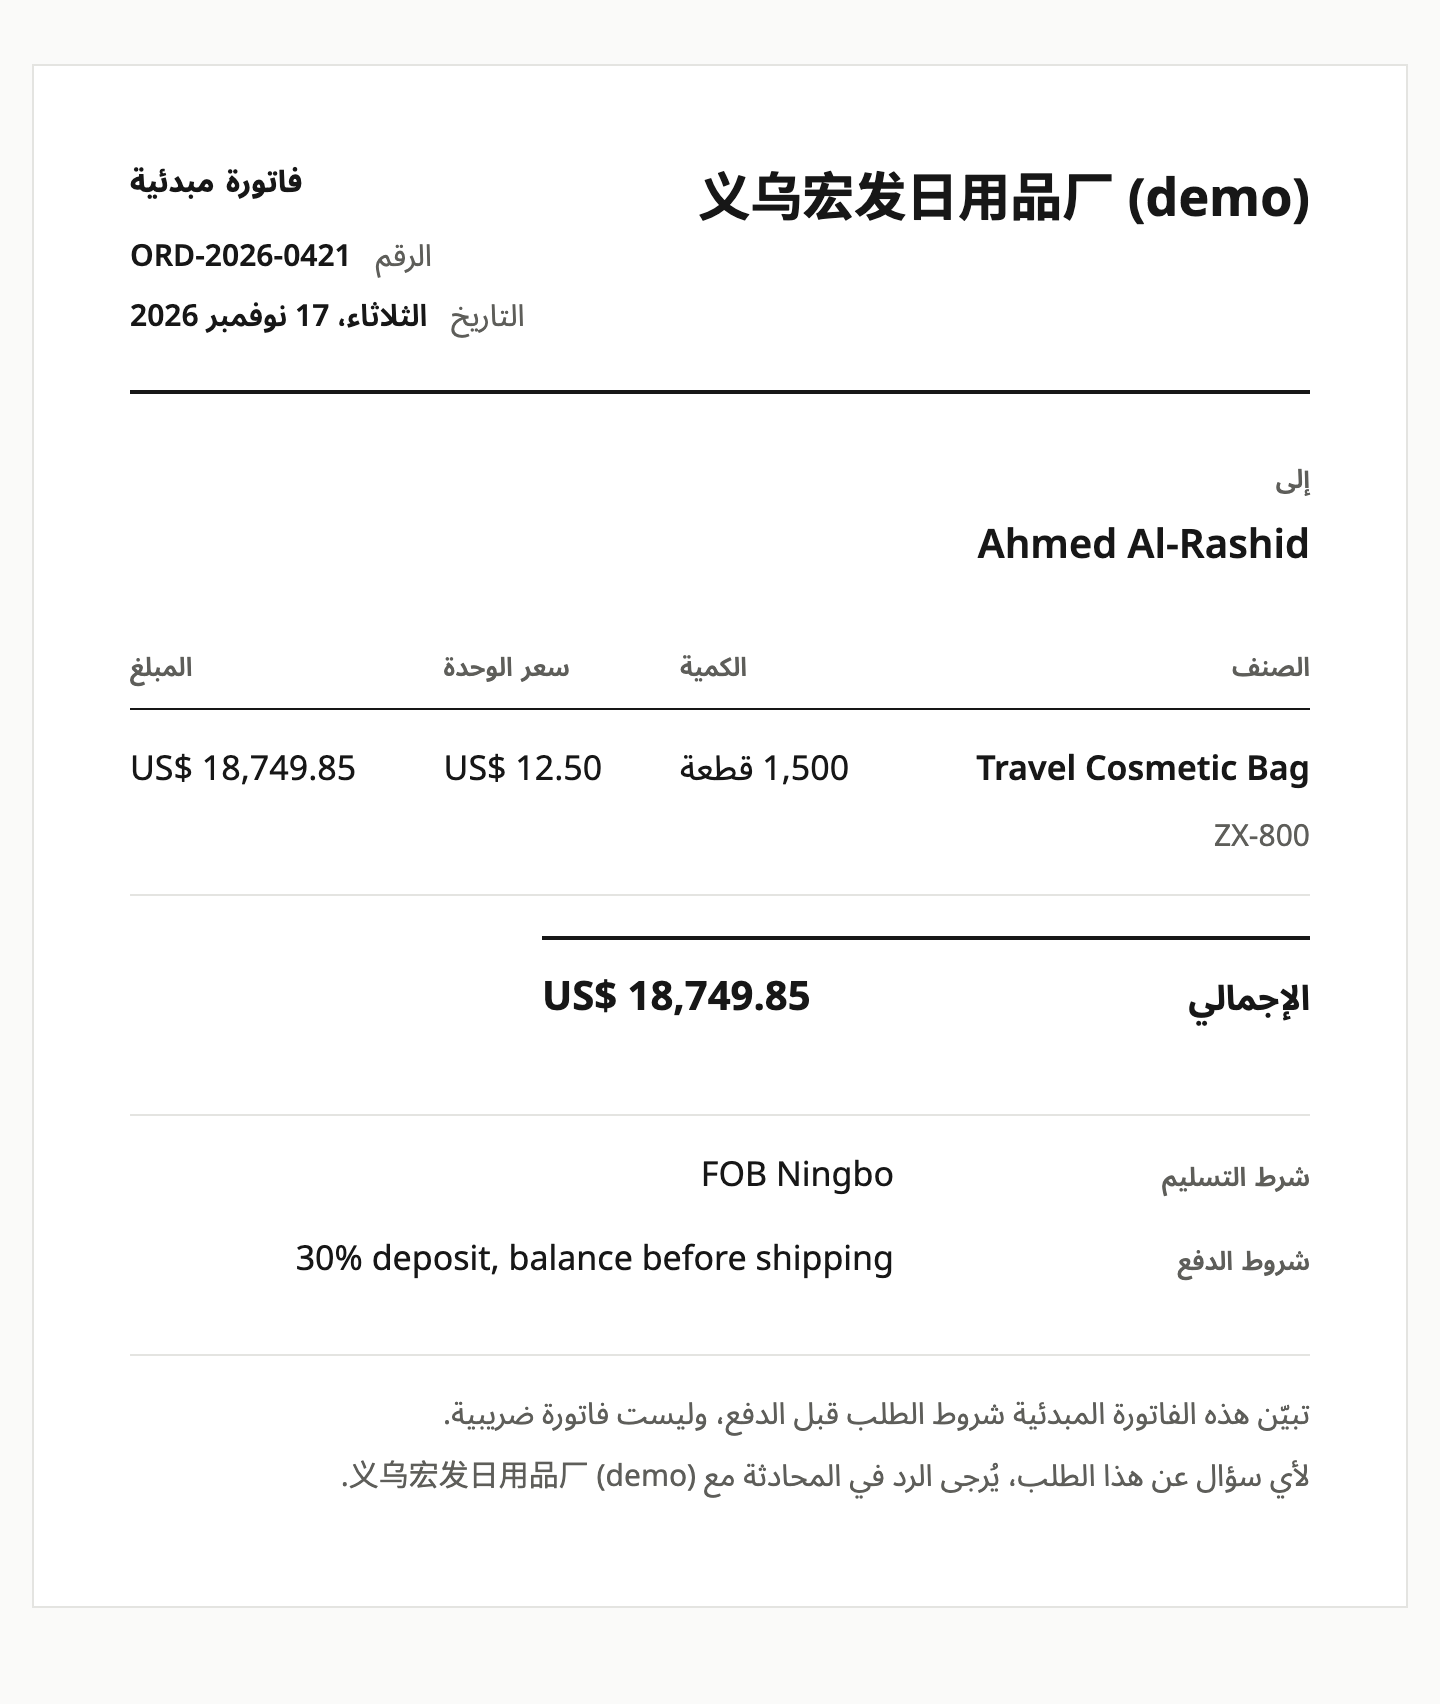 义乌宏发日用品厂 (demo)
فاتورة مبدئية
الرقم ORD-2026-0421
التاريخ الثلاثاء، 17 نوفمبر 2026
إلى
Ahmed Al-Rashid
الصنف الكمية سعر الوحدة المبلغ
Travel Cosmetic Bag 1,500 قطعة US$ 12.50 US$ 18,749.85
ZX-800
الإجمالي US$ 18,749.85
شرط التسليم FOB Ningbo
شروط الدفع 30% deposit, balance before shipping
تبيّن هذه الفاتورة المبدئية شروط الطلب قبل الدفع، وليست فاتورة ضريبية.
لأي سؤال عن هذا الطلب، يُرجى الرد في المحادثة مع 义乌宏发日用品厂 (demo).